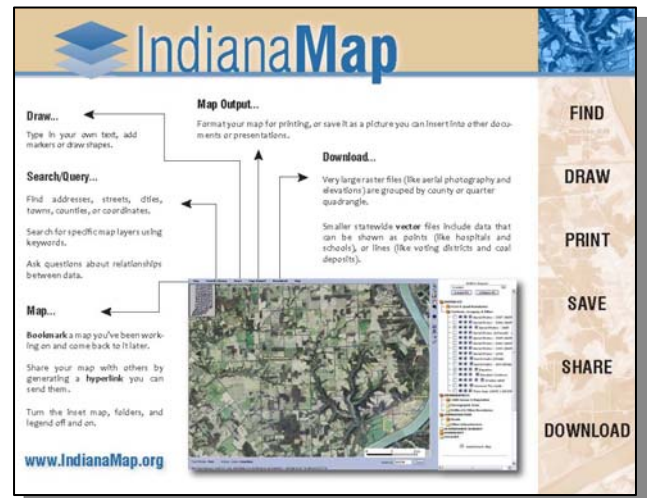 IndianaMap
Draw...
Type in your own text, add
markers or draw shapes.
Search/Query...
Find addresses, streets, cities,
towns, counties, or coordinates.
Search for specific map layers using
keywords.
Ask questions about relationships
between data.
Map...
Bookmark a map you've been work-
ing on and come back to it later.
Share your map with others by
generating a hyperlink you can
send them.
Turn the inset map, folders, and
legend off and on.
www.IndianaMap.org
Map Output...
Format your map for printing, or save it as a picture you can insert into other docu-
ments or presentations.
Download...
Very large raster files (like aerial photography and
elevations) are grouped by county or quarter
quadrangle.
Smaller statewide vector files include data that
can be shown as points (like hospitals and
schools), or lines (like voting districts and coal
deposits).
FIND
DRAW
PRINT
SAVE
SHARE
DOWNLOAD